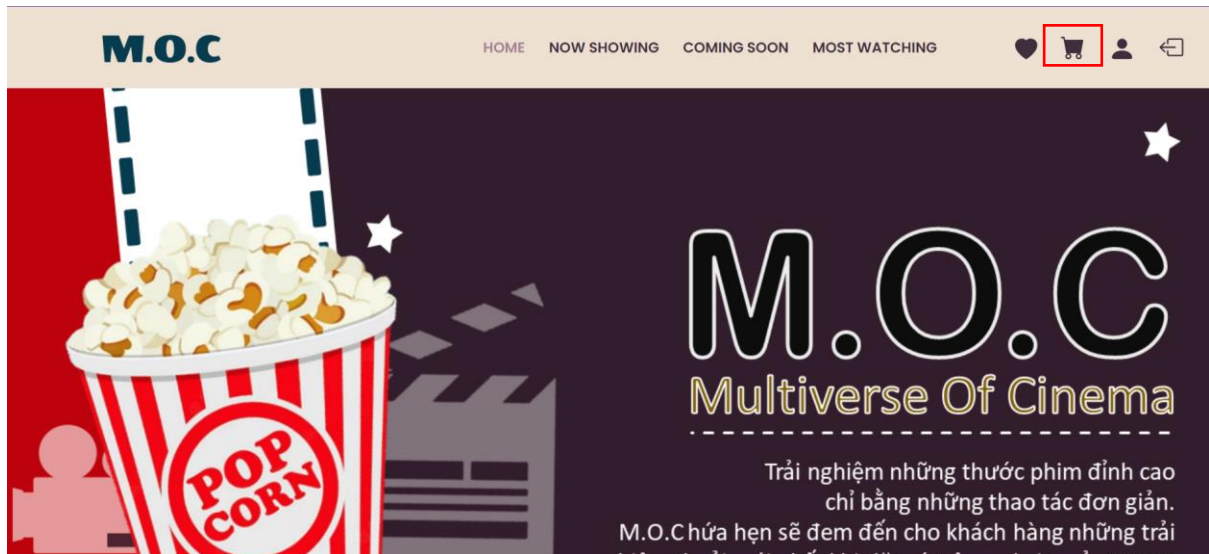 M.O.C
HOME NOW SHOWING COMING SOON MOST WATCHING
M.O.C
Multiverse Of Cinema
POP
CORN
Trải nghiệm những thước phim đỉnh cao
chỉ bằng những thao tác đơn giản.
M.O.C hứa hẹn sẽ đem đến cho khách hàng những trải